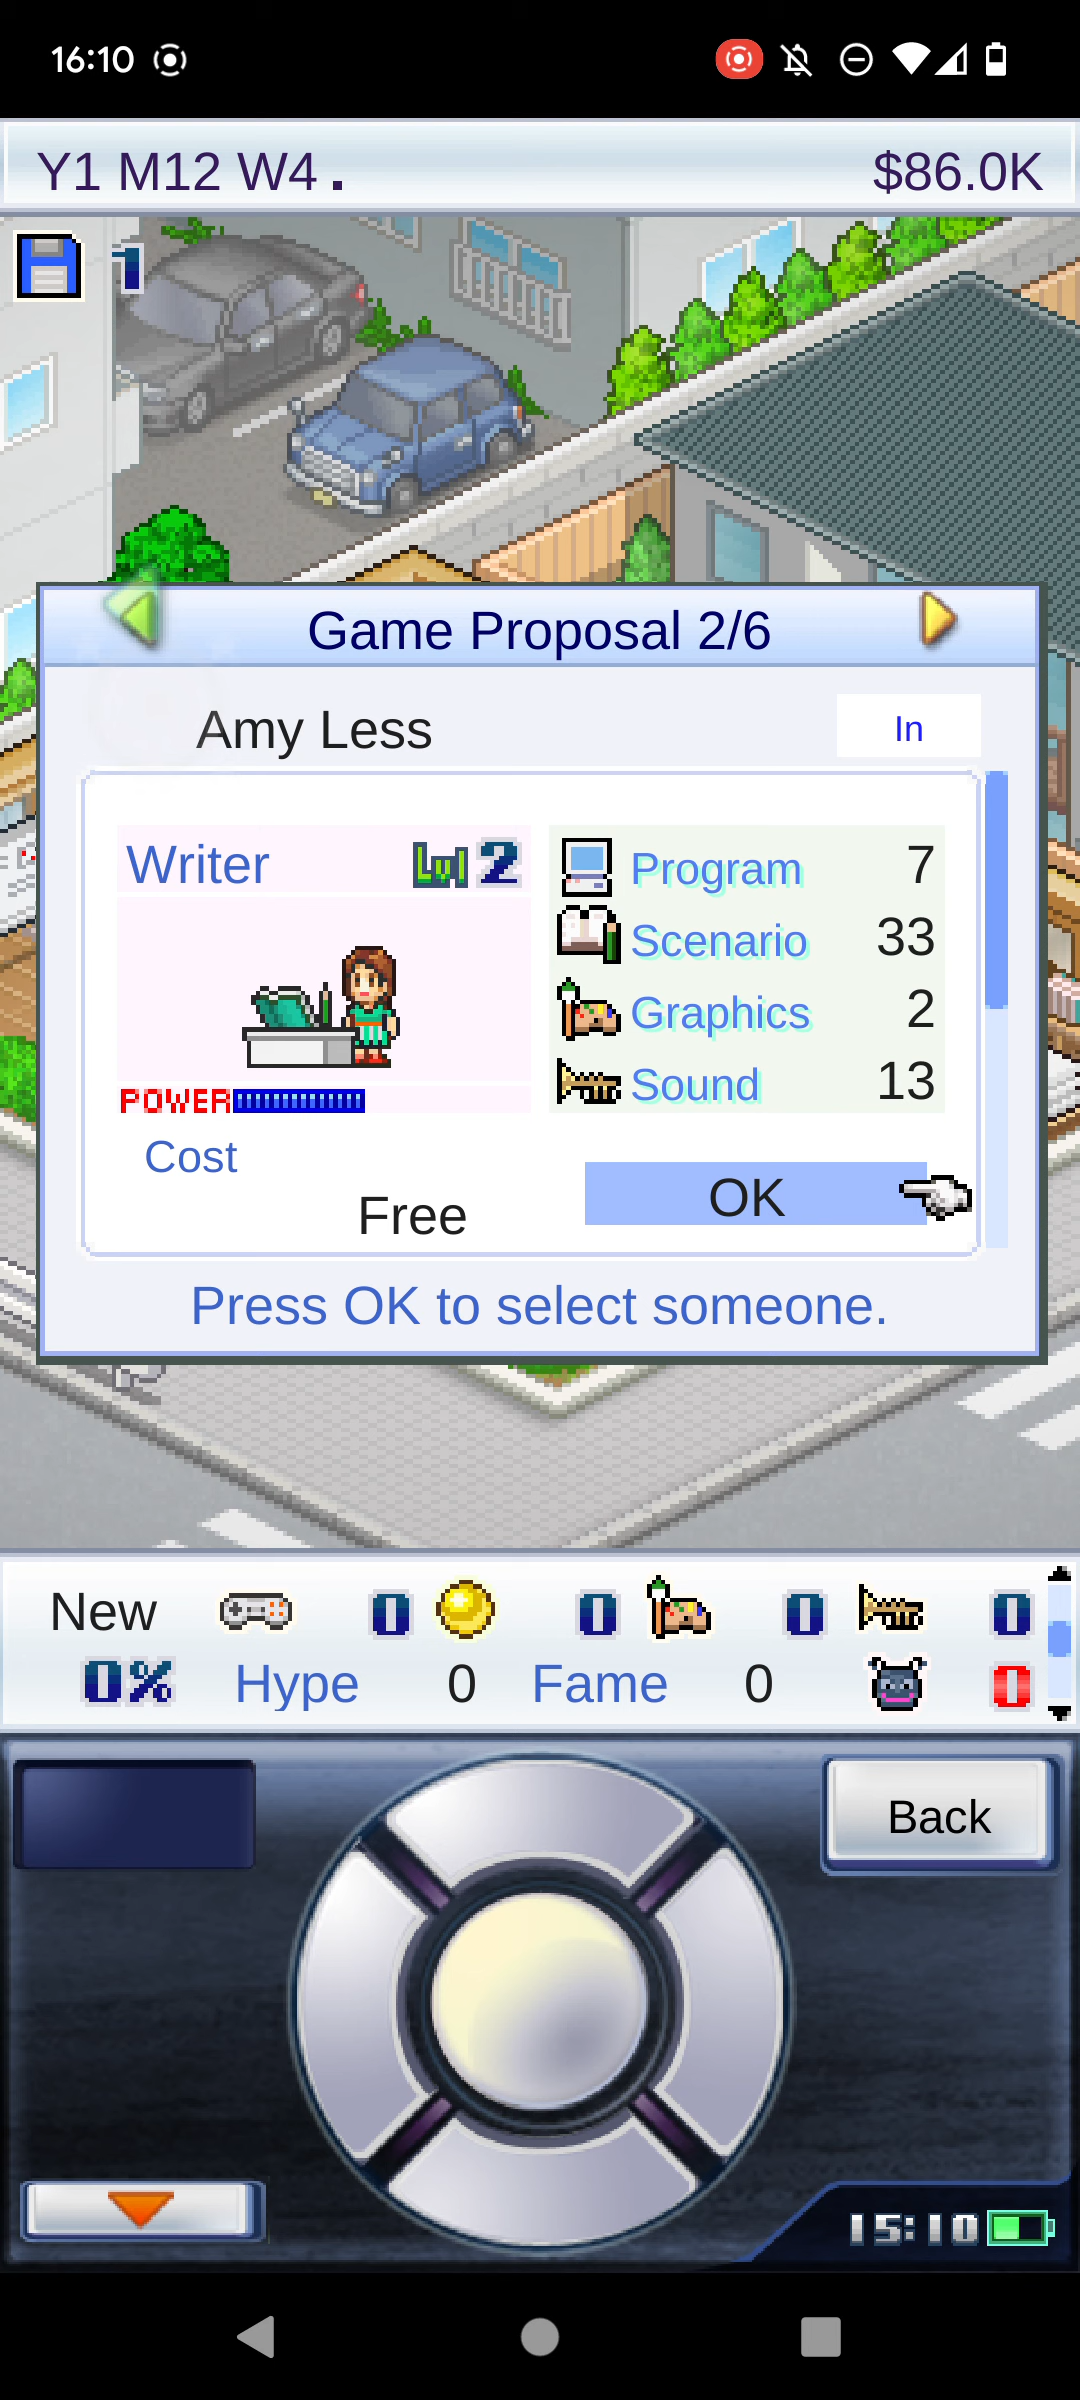 16:10
Y1 M12 W4. $86.0K
1
Game Proposal 2/6
Amy Less In
Writer Lvl 2
Program 7
Scenario 33
Graphics 2
Sound 13
POWER
Cost
Free
OK
Press OK to select someone.
New 0 0 0 0
0% Hype 0 Fame 0 0
Back
15:10